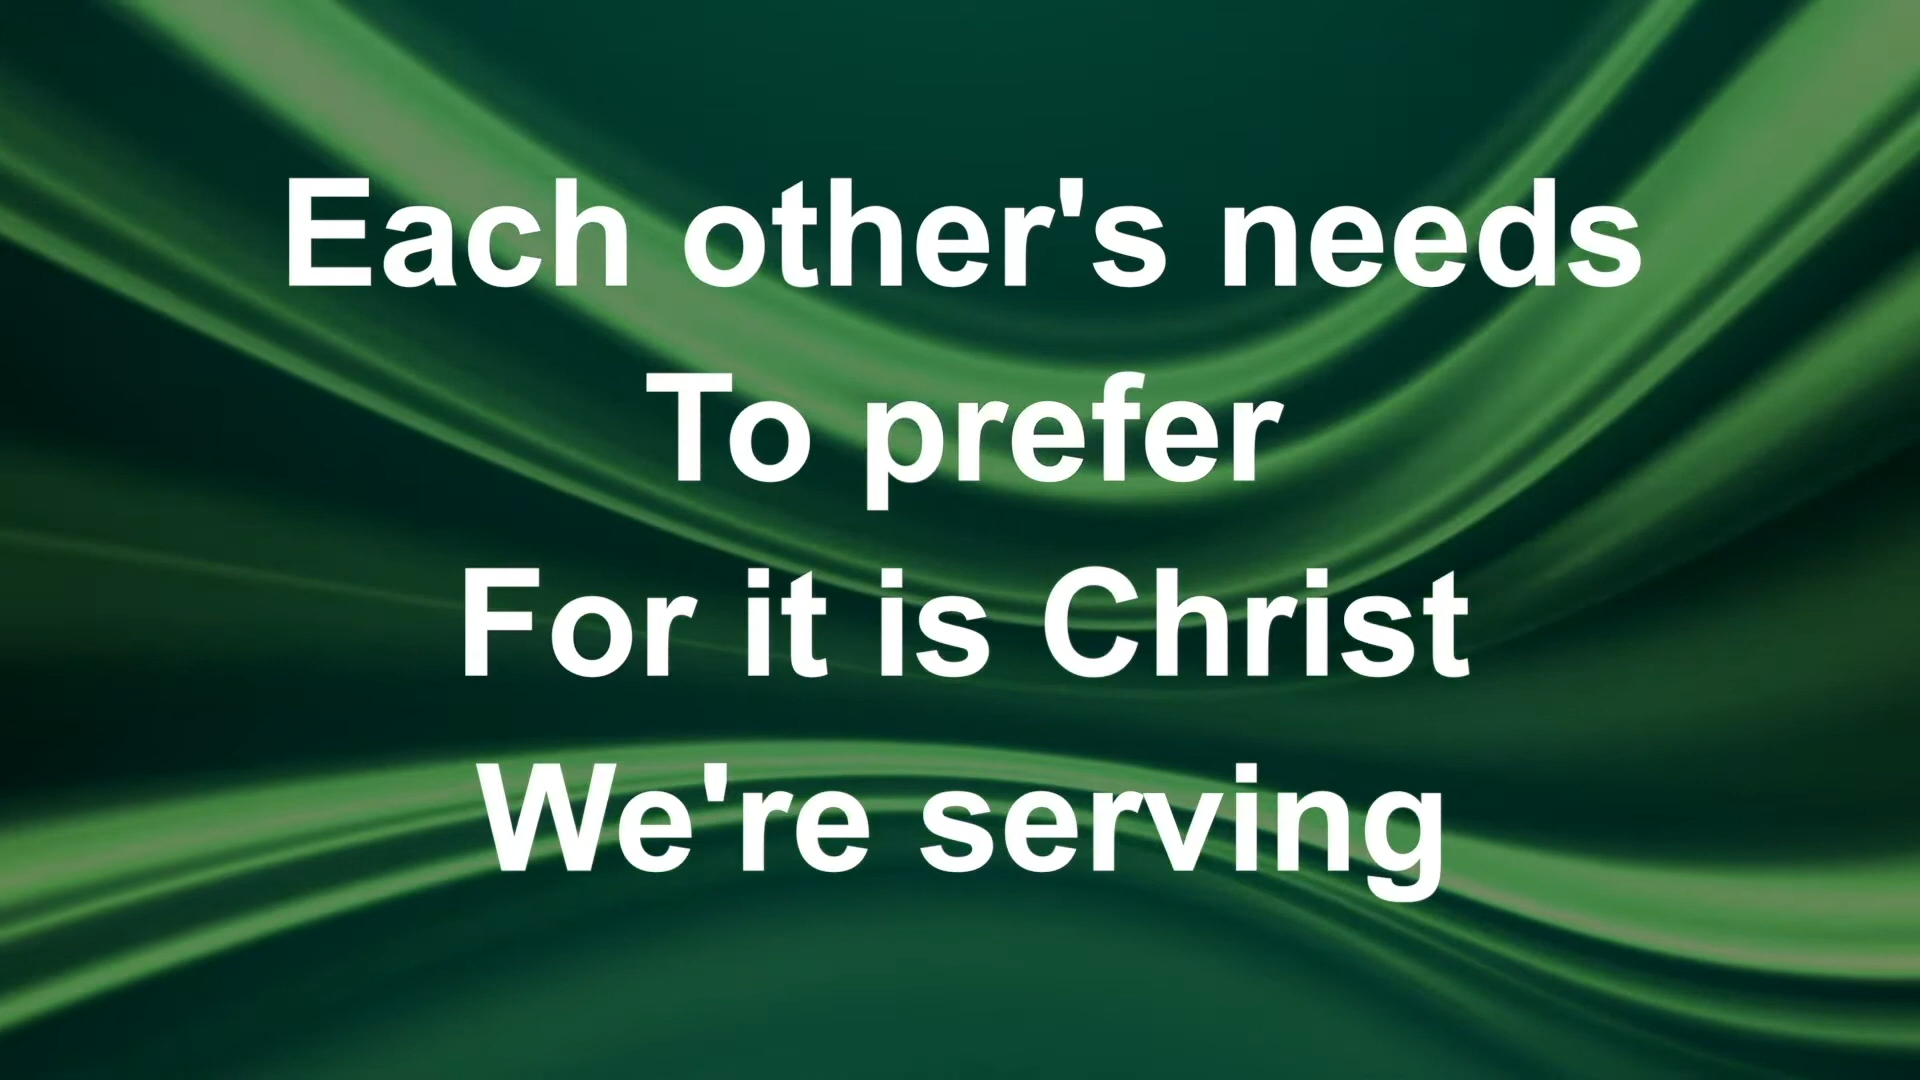 Each other's needs
To prefer
For it is Christ
We're serving